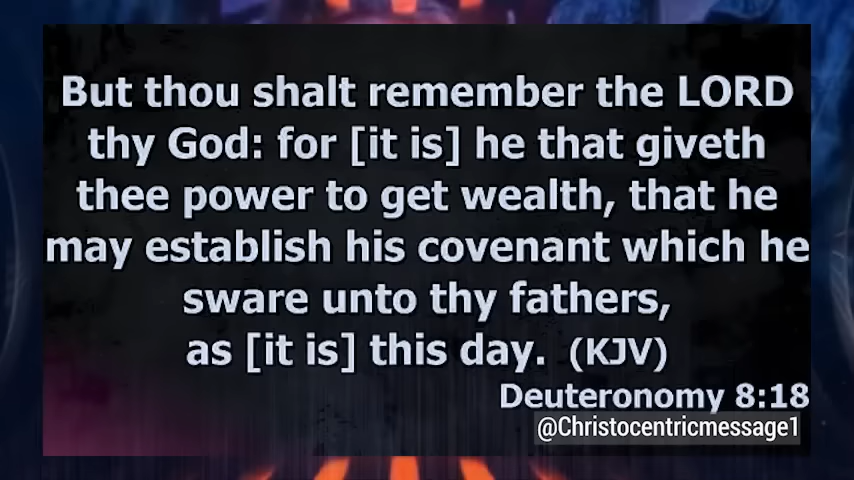 But thou shalt remember the LORD
thy God: for [it is] he that giveth
thee power to get wealth, that he
may establish his covenant which he
sware unto thy fathers,
as [it is] this day. (KJV)
Deuteronomy 8:18
@Christocentricmessage1